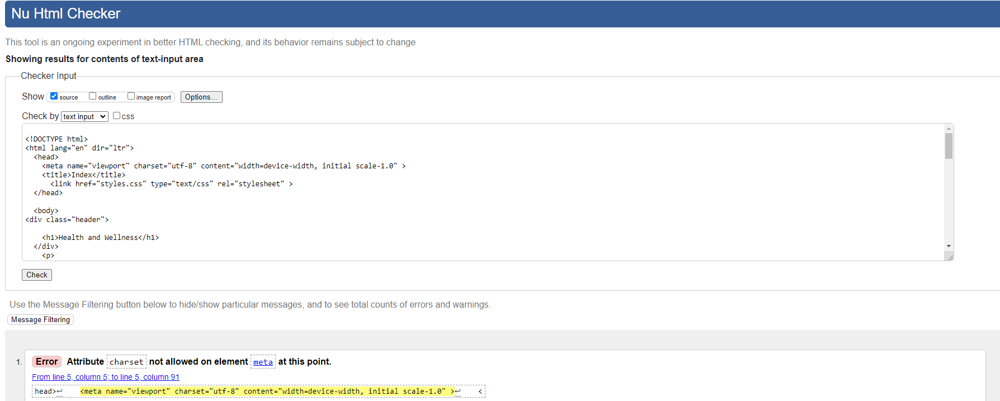 Nu Html Checker
This tool is an ongoing experiment in better HTML checking, and its behavior remains subject to change
Showing results for contents of text-input area
Checker Input
Show source outline image report Options...
Check by text input css
<!DOCTYPE html>
<html lang="en" dir="ltr">
  <head>
    <meta name="viewport" charset="utf-8" content="width=device-width, initial scale-1.0" >
    <title>Index</title>
      <link href="styles.css" type="text/css" rel="stylesheet" >
  </head>
  <body>
<div class="header">
    <h1>Health and Wellness</h1>
  </div>
    <p>
Check
Use the Message Filtering button below to hide/show particular messages, and to see total counts of errors and warnings.
Message Filtering
1. Error Attribute charset not allowed on element meta at this point.
From line 5, column 5; to line 5, column 91
head>↩    <meta name="viewport" charset="utf-8" content="width=device-width, initial scale-1.0" >↩    <